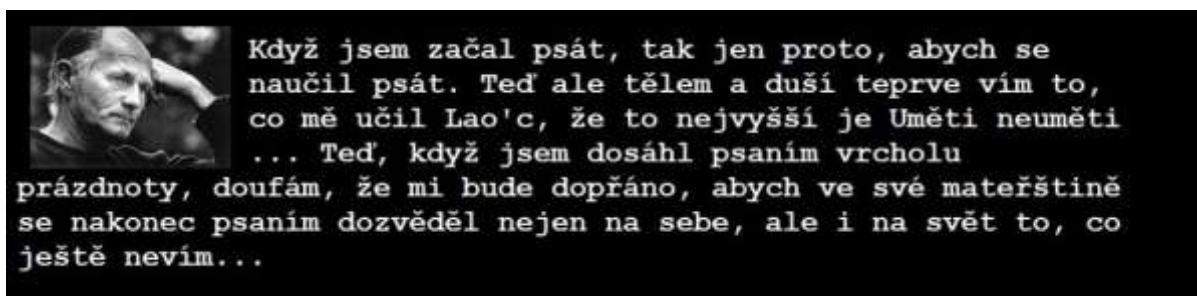 Když jsem začal psát, tak jen proto, abych se
naučil psát. Teď ale tělem a duší teprve vím to,
co mě učil Lao'c, že to nejvyšší je Uměti neuměti
... Teď, když jsem dosáhl psaním vrcholu
prázdnoty, doufám, že mi bude dopřáno, abych ve své mateřštině
se nakonec psaním dozvěděl nejen na sebe, ale i na svět to, co
ještě nevím...